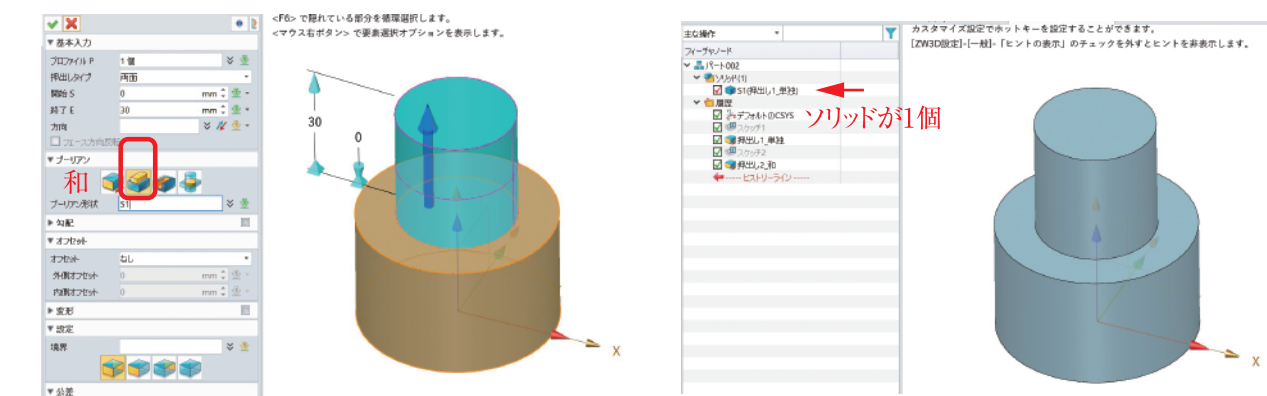 <F6> で隠れている部分を循環選択します。
<マウス右ボタン> で要素選択オプションを表示します。
▼基本入力
プロファイル P 1 個
押出しタイプ 両面
開始 S 0 mm
終了 E 30 mm
方向
フェース方向反転
▼ブーリアン
和
ブーリアン形状 S1
▶勾配
▼オフセット
オフセット なし
外側オフセット 0 mm
内側オフセット 0 mm
▶変形
▼設定
境界
▼公差
30
0
X
主な操作
カスタマイズ設定でホットキーを設定することができます。
[ZW3D設定]-[一般]-「ヒントの表示」のチェックを外すとヒントを非表示します。
フィーチャ/ノード
パート002
ソリッド(1)
S1(押出し1_単独)
ソリッドが1個
履歴
デフォルトのCSYS
スケッチ1
押出し1_単独
スケッチ2
押出し2_和
----- ヒストリーライン -----
X